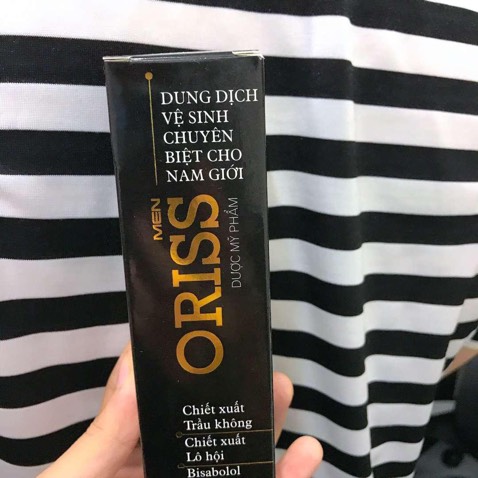 DUNG DỊCH
VỆ SINH
CHUYÊN
BIỆT CHO
NAM GIỚI
MEN
ORISS
DƯỢC MỸ PHẨM
Chiết xuất
Trầu không
Chiết xuất
Lô hội
Bisabolol